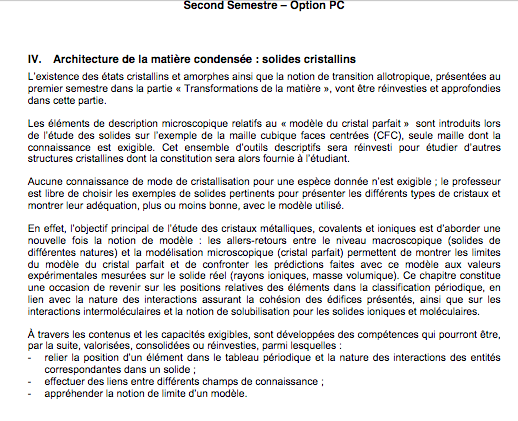 Second Semestre – Option PC
IV. Architecture de la matière condensée : solides cristallins
L'existence des états cristallins et amorphes ainsi que la notion de transition allotropique, présentées au
premier semestre dans la partie « Transformations de la matière », vont être réinvesties et approfondies
dans cette partie.
Les éléments de description microscopique relatifs au « modèle du cristal parfait » sont introduits lors
de l'étude des solides sur l'exemple de la maille cubique faces centrées (CFC), seule maille dont la
connaissance est exigible. Cet ensemble d'outils descriptifs sera réinvesti pour étudier d'autres
structures cristallines dont la constitution sera alors fournie à l'étudiant.
Aucune connaissance de mode de cristallisation pour une espèce donnée n'est exigible ; le professeur
est libre de choisir les exemples de solides pertinents pour présenter les différents types de cristaux et
montrer leur adéquation, plus ou moins bonne, avec le modèle utilisé.
En effet, l'objectif principal de l'étude des cristaux métalliques, covalents et ioniques est d'aborder une
nouvelle fois la notion de modèle : les allers-retours entre le niveau macroscopique (solides de
différentes natures) et la modélisation microscopique (cristal parfait) permettent de montrer les limites
du modèle du cristal parfait et de confronter les prédictions faites avec ce modèle aux valeurs
expérimentales mesurées sur le solide réel (rayons ioniques, masse volumique). Ce chapitre constitue
une occasion de revenir sur les positions relatives des éléments dans la classification périodique, en
lien avec la nature des interactions assurant la cohésion des édifices présentés, ainsi que sur les
interactions intermoléculaires et la notion de solubilisation pour les solides ioniques et moléculaires.
À travers les contenus et les capacités exigibles, sont développées des compétences qui pourront être,
par la suite, valorisées, consolidées ou réinvesties, parmi lesquelles :
- relier la position d'un élément dans le tableau périodique et la nature des interactions des entités
correspondantes dans un solide ;
- effectuer des liens entre différents champs de connaissance ;
- appréhender la notion de limite d'un modèle.